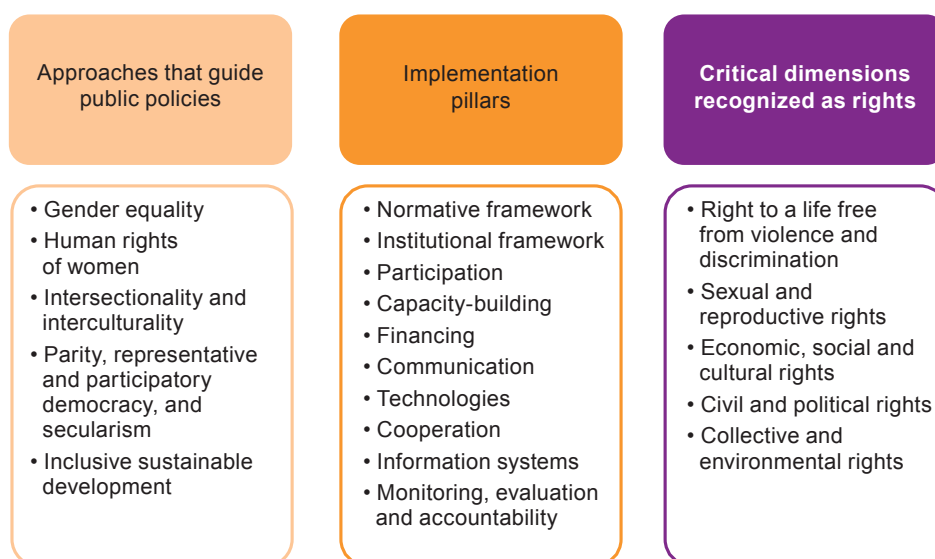 Approaches that guide
public policies
• Gender equality
• Human rights
of women
• Intersectionality and
interculturality
• Parity, representative
and participatory
democracy, and
secularism
• Inclusive sustainable
development
Implementation
pillars
• Normative framework
• Institutional framework
• Participation
• Capacity-building
• Financing
• Communication
• Technologies
• Cooperation
• Information systems
• Monitoring, evaluation
and accountability
Critical dimensions
recognized as rights
• Right to a life free
from violence and
discrimination
• Sexual and
reproductive rights
• Economic, social and
cultural rights
• Civil and political rights
• Collective and
environmental rights